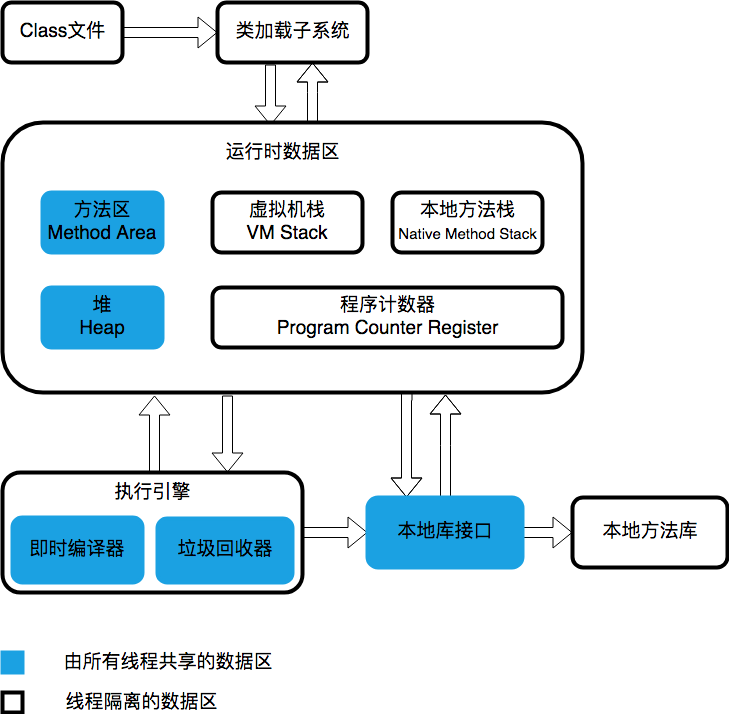 Class文件
类加载子系统
运行时数据区
方法区
Method Area
虚拟机栈
VM Stack
本地方法栈
Native Method Stack
堆
Heap
程序计数器
Program Counter Register
执行引擎
即时编译器
垃圾回收器
本地库接口
本地方法库
由所有线程共享的数据区
线程隔离的数据区